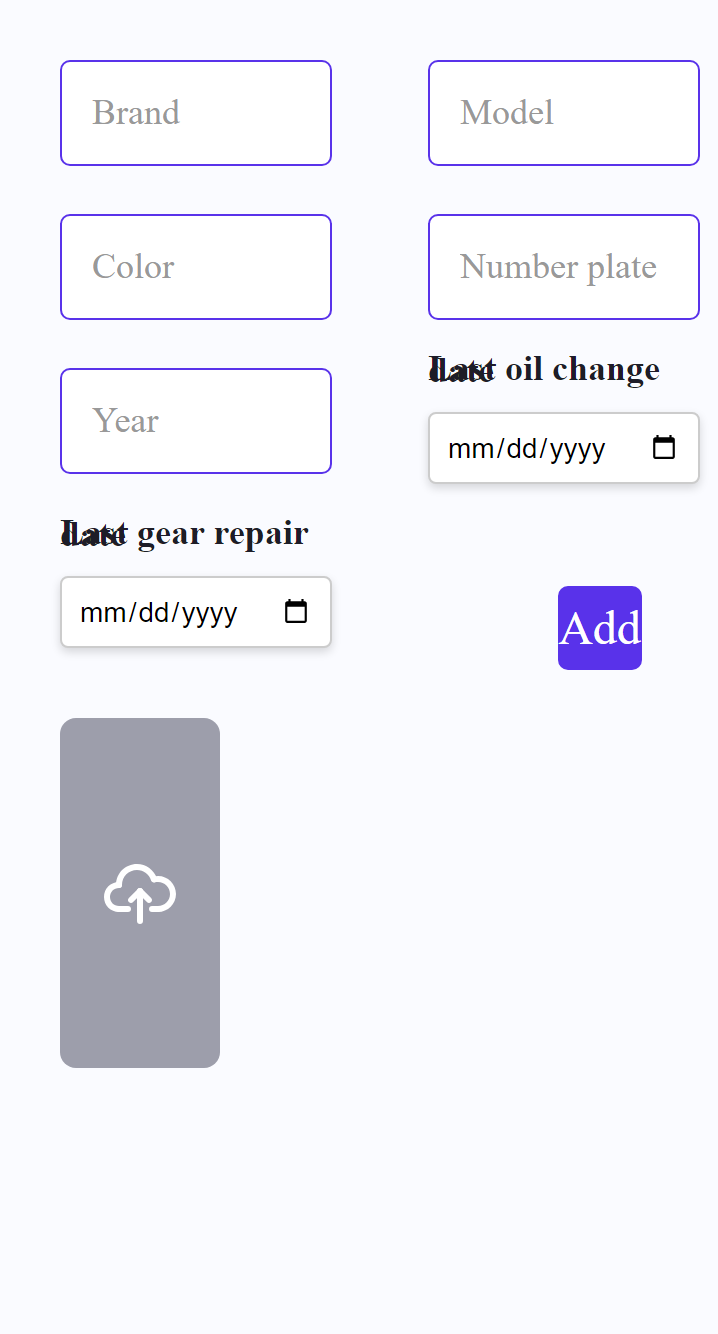 Brand
Model
Color
Number plate
Year
Last oil change
date
mm/dd/yyyy
Last gear repair
date
mm/dd/yyyy
Add